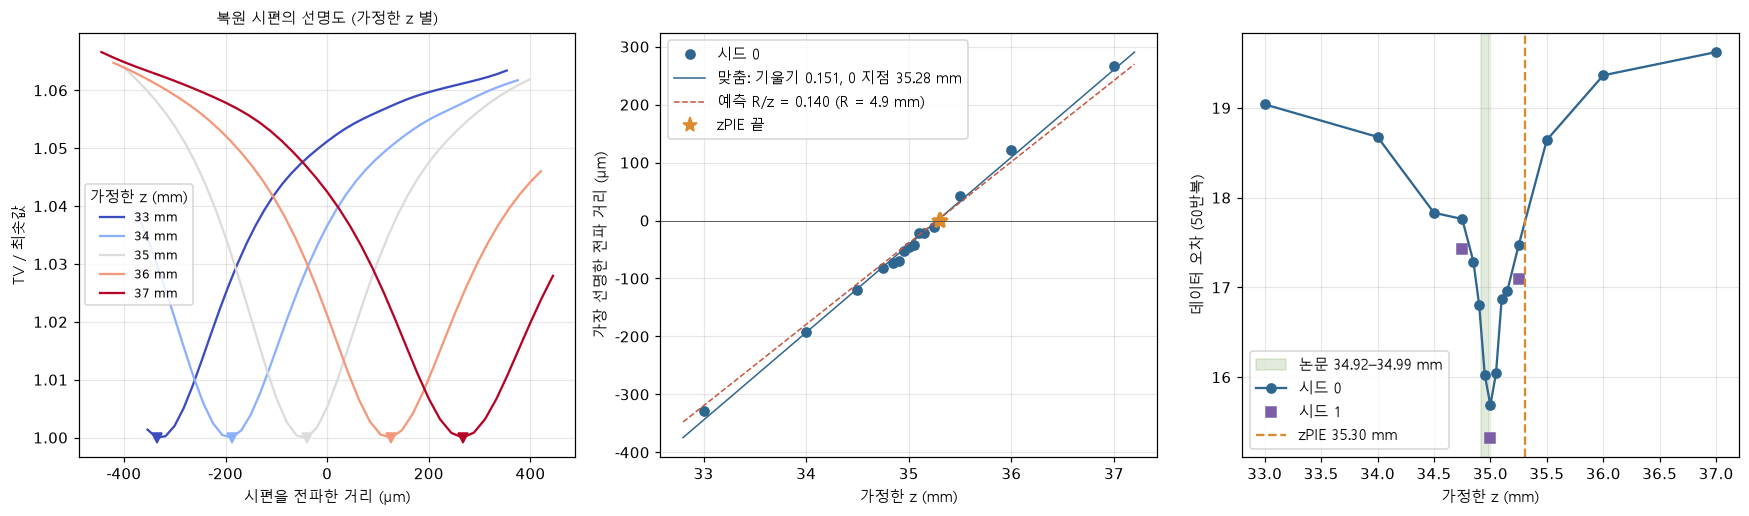 복원 시편의 선명도 (가정한 z 별)
TV / 최솟값
1.06
1.05
1.04
1.03
1.02
1.01
1.00
가정한 z (mm)
33 mm
34 mm
35 mm
36 mm
37 mm
-400
-200
0
200
400
시편을 전파한 거리 (μm)
가장 선명한 전파 거리 (μm)
300
200
100
0
-100
-200
-300
-400
시드 0
맞춤: 기울기 0.151, 0 지점 35.28 mm
예측 R/z = 0.140 (R = 4.9 mm)
zPIE 끝
33
34
35
36
37
가정한 z (mm)
데이터 오차 (50반복)
19
18
17
16
논문 34.92–34.99 mm
시드 0
시드 1
zPIE 35.30 mm
33.0
33.5
34.0
34.5
35.0
35.5
36.0
36.5
37.0
가정한 z (mm)